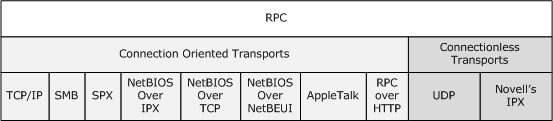 RPC
Connection Oriented Transports
Connectionless
Transports
TCP/IP
SMB
SPX
NetBIOS
Over
IPX
NetBIOS
Over
TCP
NetBIOS
Over
NetBEUI
AppleTalk
RPC
over
HTTP
UDP
Novell's
IPX